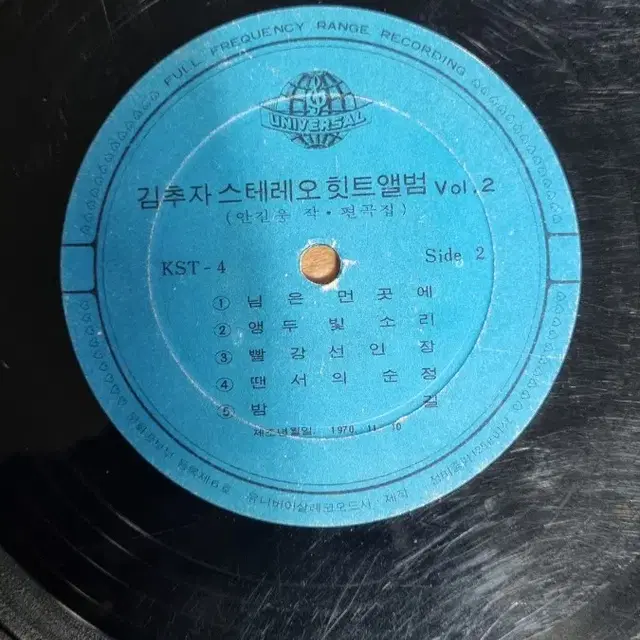 FULL FREQUENCY RANGE RECORDING
UNIVERSAL
김추자 스테레오 힛트앨범 Vol.2
(안길웅 작·편곡집)
KST-4
Side 2
① 님은 먼곳에
② 앵두빛 소리
③ 빨강선인장
④ 땐서의 순정
⑤ 밤길
제조년월일. 1970. 11. 10
유니버어살레코오드사 제작